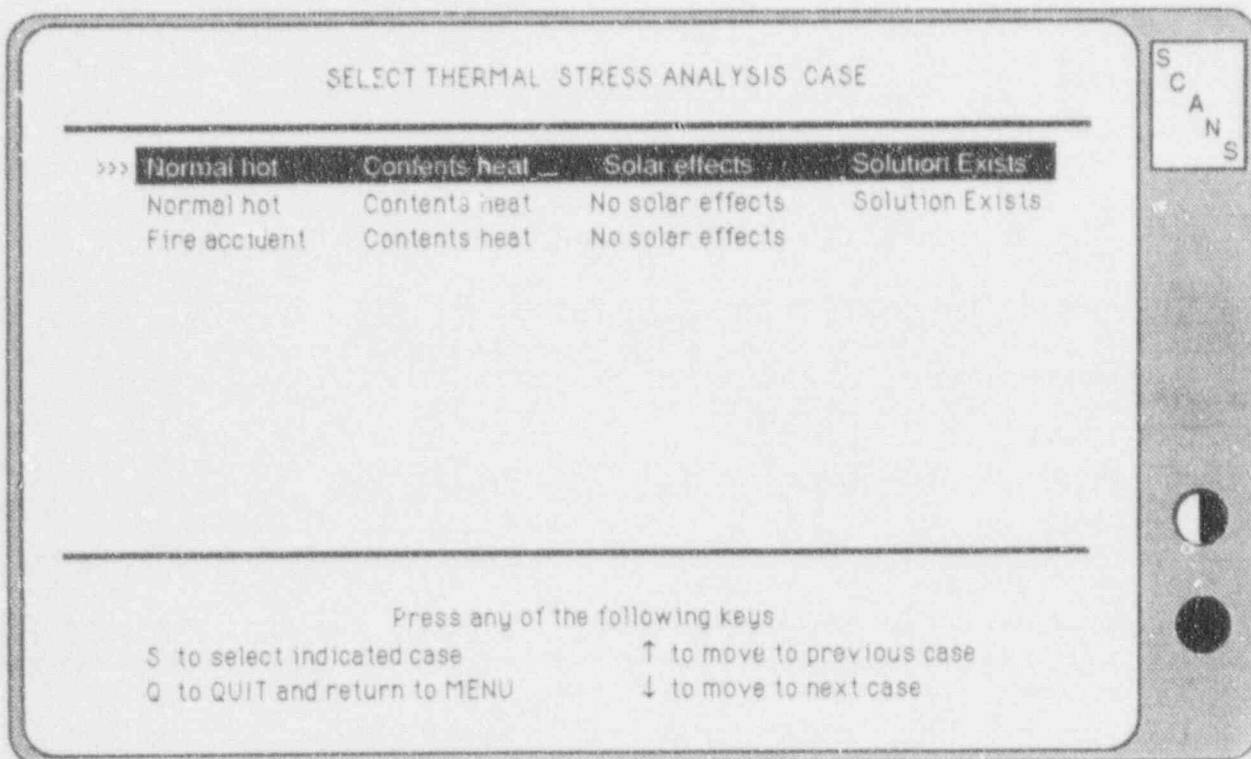 SELECT THERMAL STRESS ANALYSIS CASE
>>> Normal hot Contents heat _ Solar effects Solution Exists
Normal hot Contents heat No solar effects Solution Exists
Fire accident Contents heat No solar effects
Press any of the following keys
S to select indicated case ↑ to move to previous case
Q to QUIT and return to MENU ↓ to move to next case
SCANS